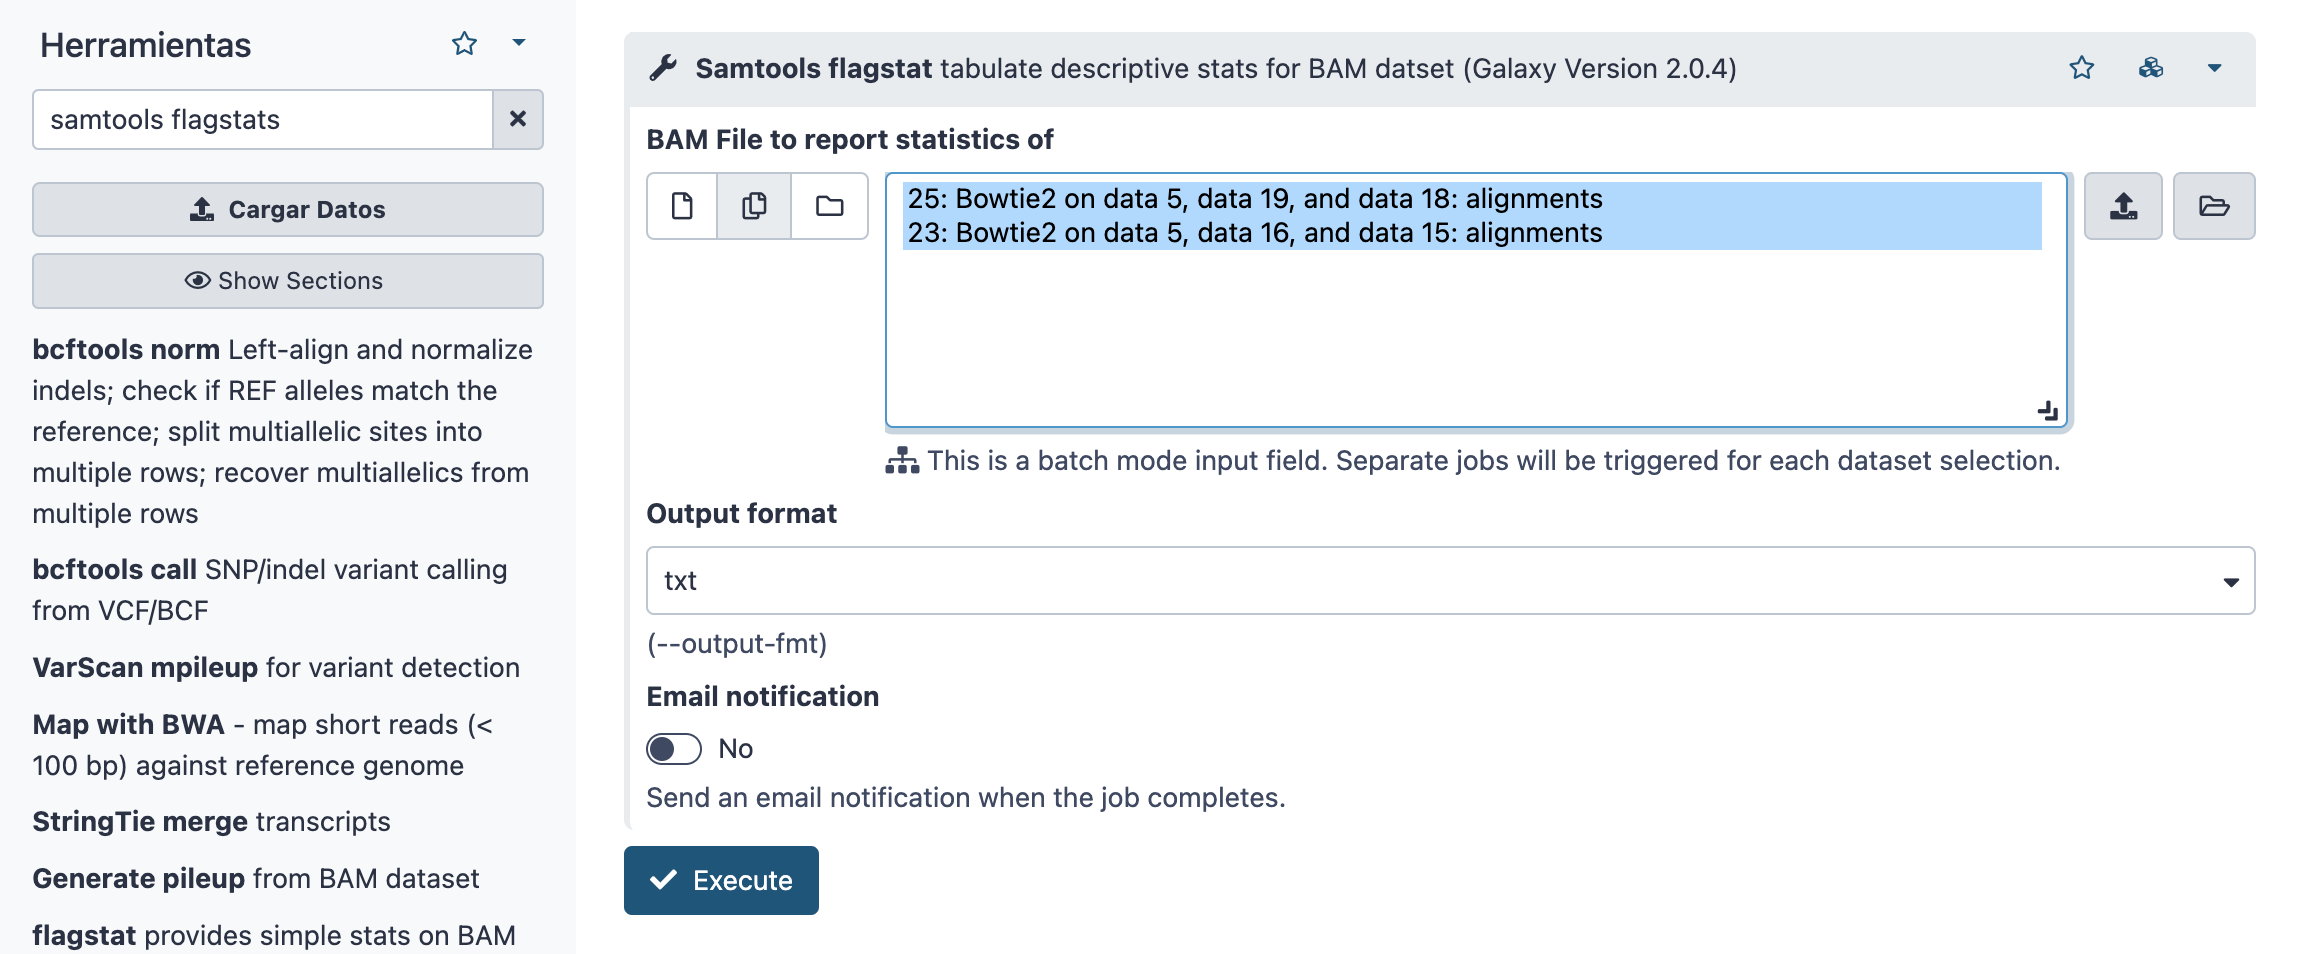 Herramientas
samtools flagstats
Cargar Datos
Show Sections
bcftools norm Left-align and normalize
indels; check if REF alleles match the
reference; split multiallelic sites into
multiple rows; recover multiallelics from
multiple rows
bcftools call SNP/indel variant calling
from VCF/BCF
VarScan mpileup for variant detection
Map with BWA - map short reads (<
100 bp) against reference genome
StringTie merge transcripts
Generate pileup from BAM dataset
flagstat provides simple stats on BAM
Samtools flagstat tabulate descriptive stats for BAM datset (Galaxy Version 2.0.4)
BAM File to report statistics of
25: Bowtie2 on data 5, data 19, and data 18: alignments
23: Bowtie2 on data 5, data 16, and data 15: alignments
This is a batch mode input field. Separate jobs will be triggered for each dataset selection.
Output format
txt
(--output-fmt)
Email notification
No
Send an email notification when the job completes.
Execute